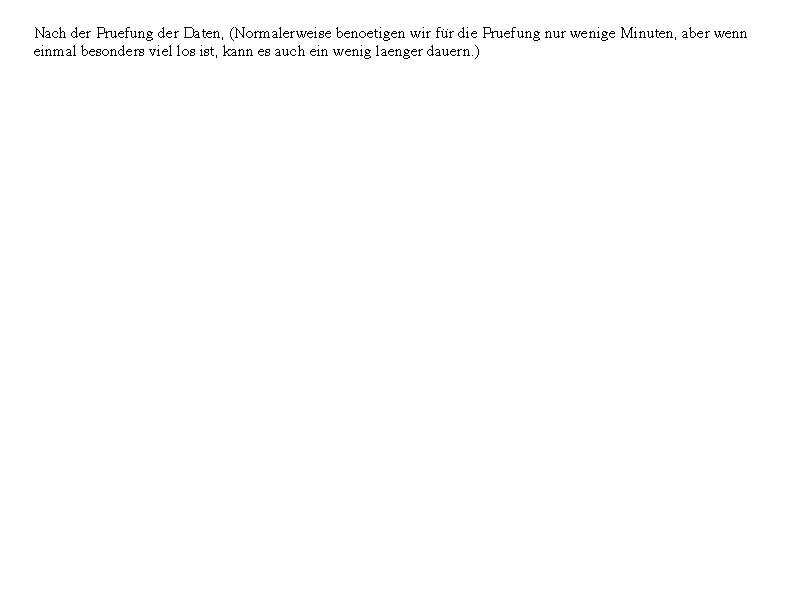 Nach der Pruefung der Daten, (Normalerweise benoetigen wir für die Pruefung nur wenige Minuten, aber wenn
einmal besonders viel los ist, kann es auch ein wenig laenger dauern.)